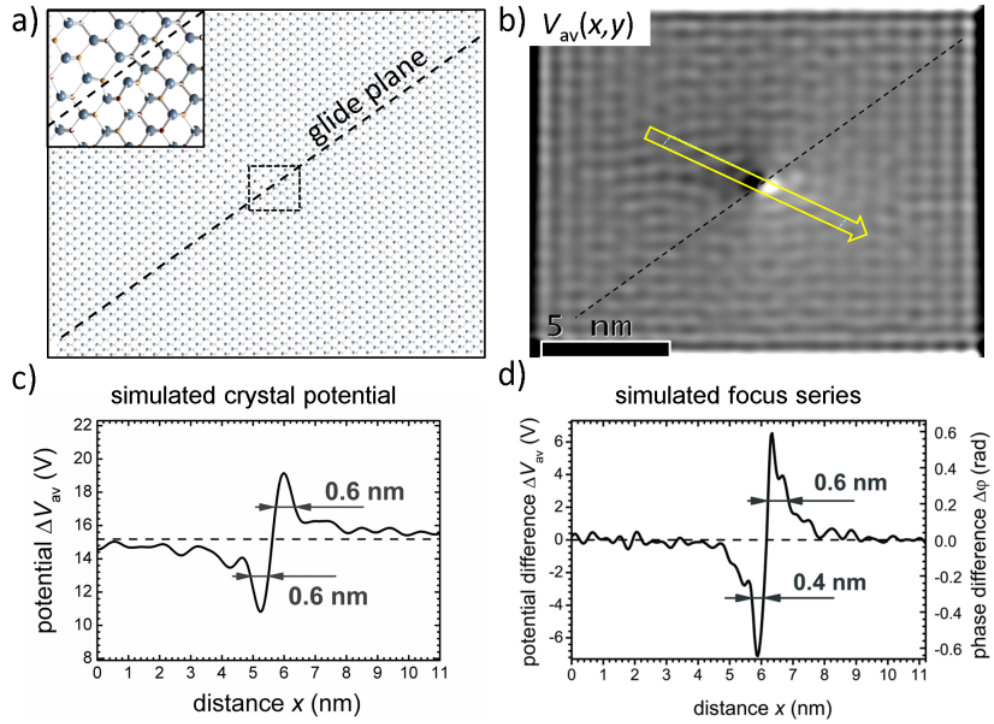 a)
glide plane
b)
V_av(x,y)
5 nm
c)
simulated crystal potential
potential ΔV_av (V)
22
20
18
16
14
12
10
8
0.6 nm
0.6 nm
0 1 2 3 4 5 6 7 8 9 10 11
distance x (nm)
d)
simulated focus series
potential difference ΔV_av (V)
6
4
2
0
-2
-4
-6
0.6 nm
0.4 nm
0.6
0.4
0.2
0.0
-0.2
-0.4
-0.6
phase difference Δφ (rad)
0 1 2 3 4 5 6 7 8 9 10 11
distance x (nm)